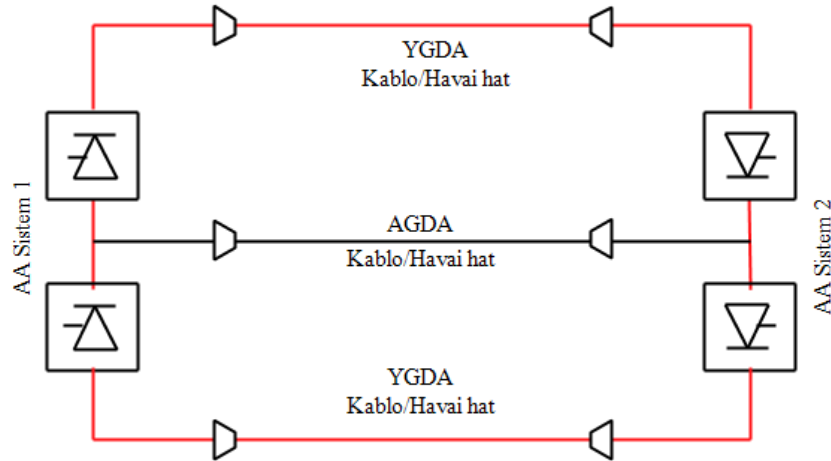 YGDA
Kablo/Havai hat
AA Sistem 1
AGDA
Kablo/Havai hat
AA Sistem 2
YGDA
Kablo/Havai hat